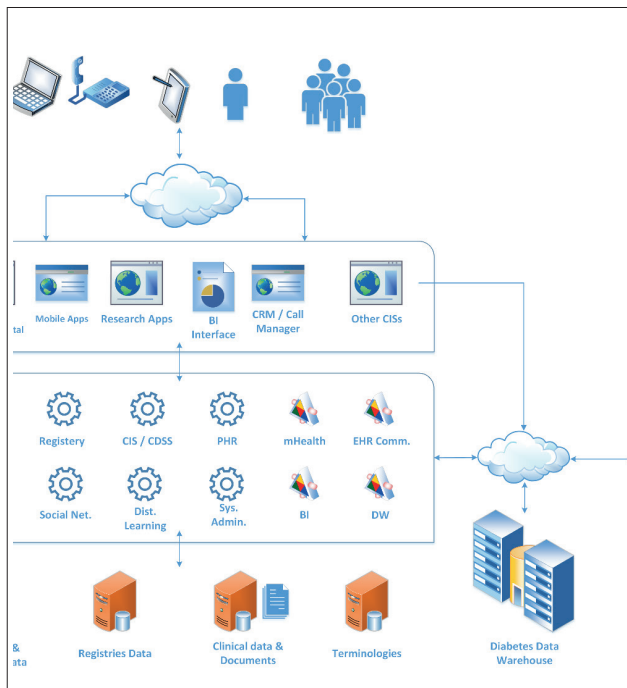 tal
Mobile Apps
Research Apps
BI
Interface
CRM / Call
Manager
Other CISs
Registery
CIS / CDSS
PHR
mHealth
EHR Comm.
Social Net.
Dist.
Learning
Sys.
Admin.
BI
DW
&
ata
Registries Data
Clinical data &
Documents
Terminologies
Diabetes Data
Warehouse